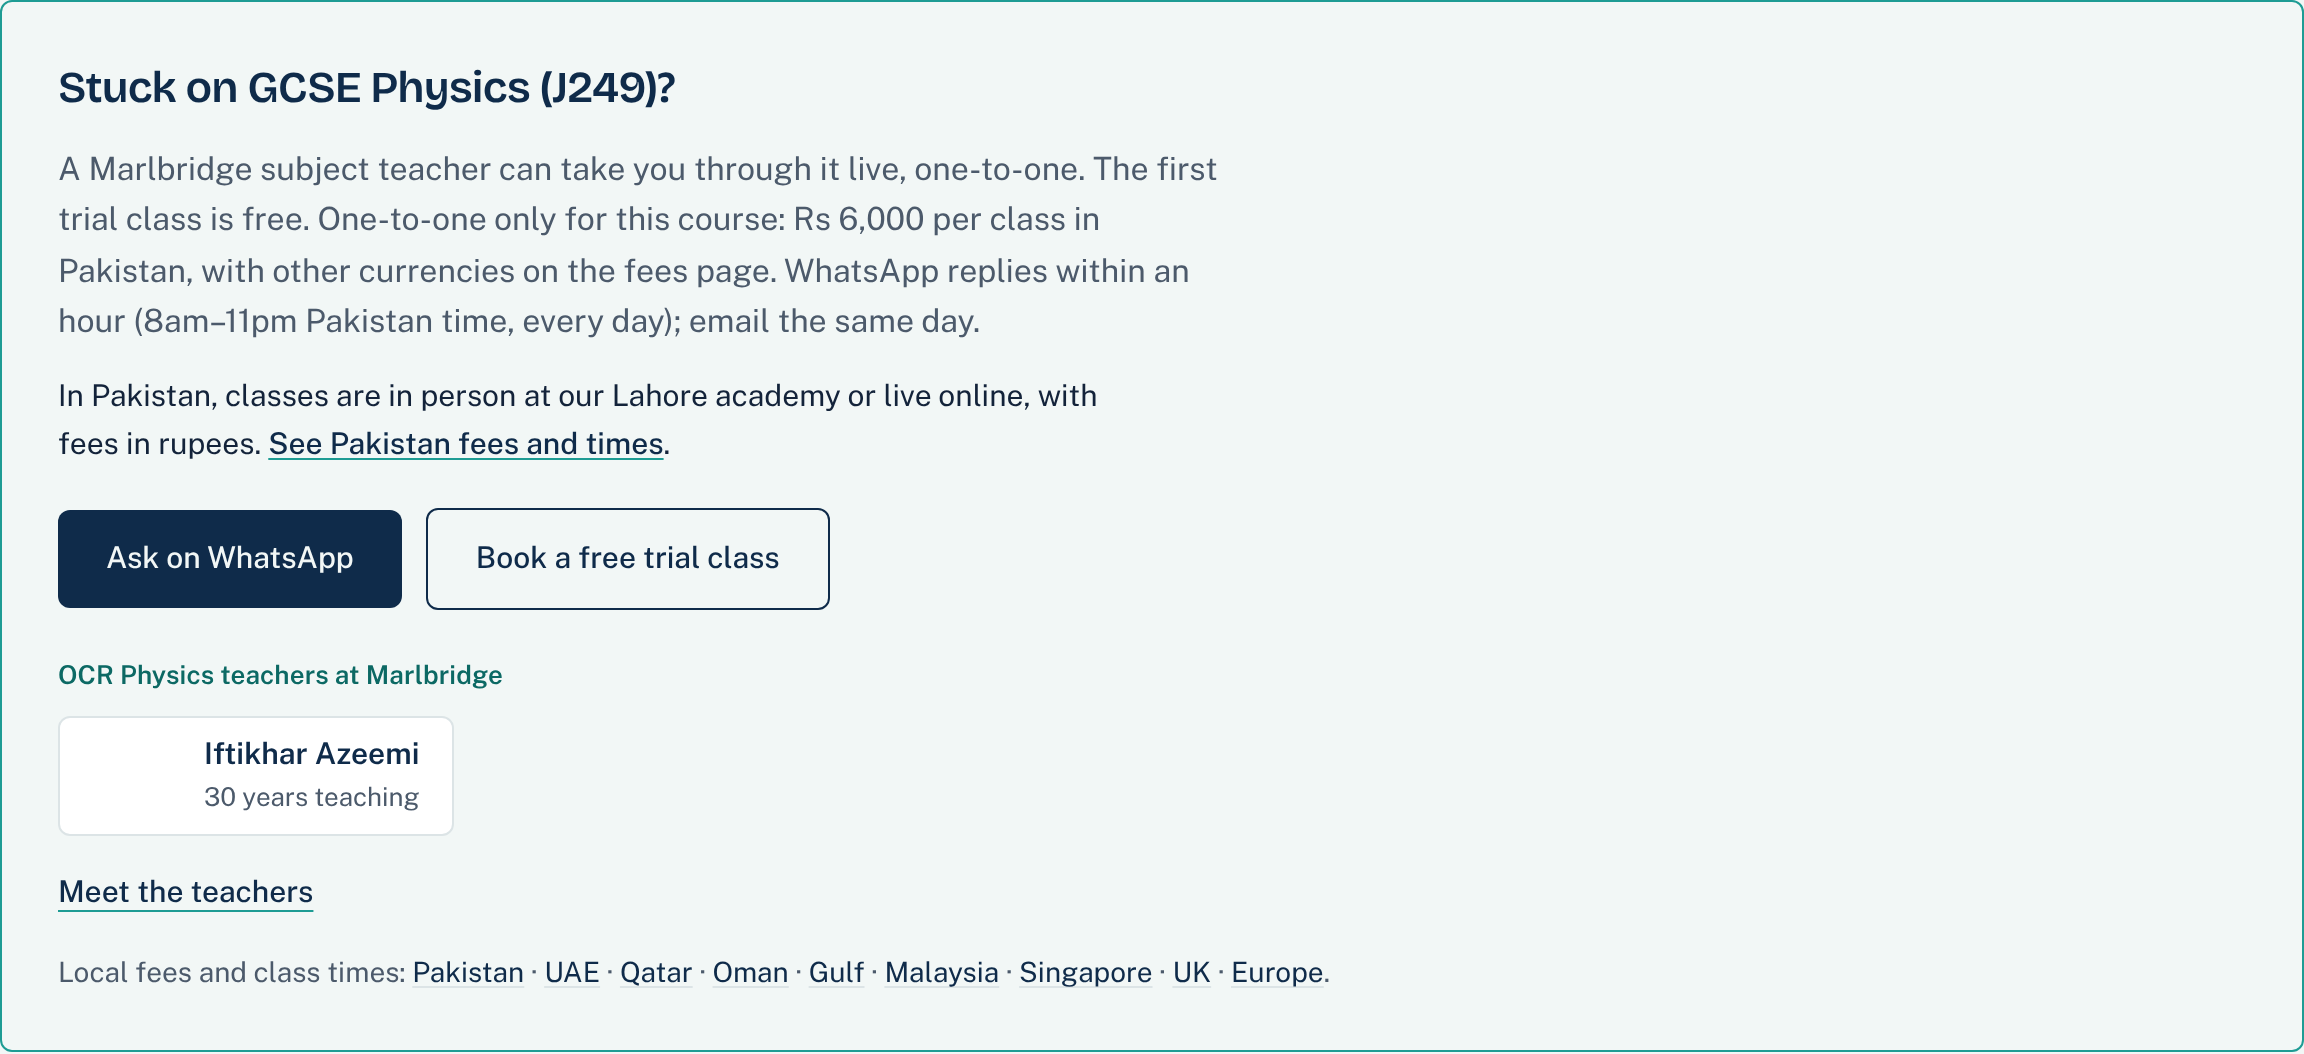 Stuck on GCSE Physics (J249)?
A Marlbridge subject teacher can take you through it live, one-to-one. The first
trial class is free. One-to-one only for this course: Rs 6,000 per class in
Pakistan, with other currencies on the fees page. WhatsApp replies within an
hour (8am–11pm Pakistan time, every day); email the same day.
In Pakistan, classes are in person at our Lahore academy or live online, with
fees in rupees. See Pakistan fees and times.
Ask on WhatsApp
Book a free trial class
OCR Physics teachers at Marlbridge
Iftikhar Azeemi
30 years teaching
Meet the teachers
Local fees and class times: Pakistan · UAE · Qatar · Oman · Gulf · Malaysia · Singapore · UK · Europe.